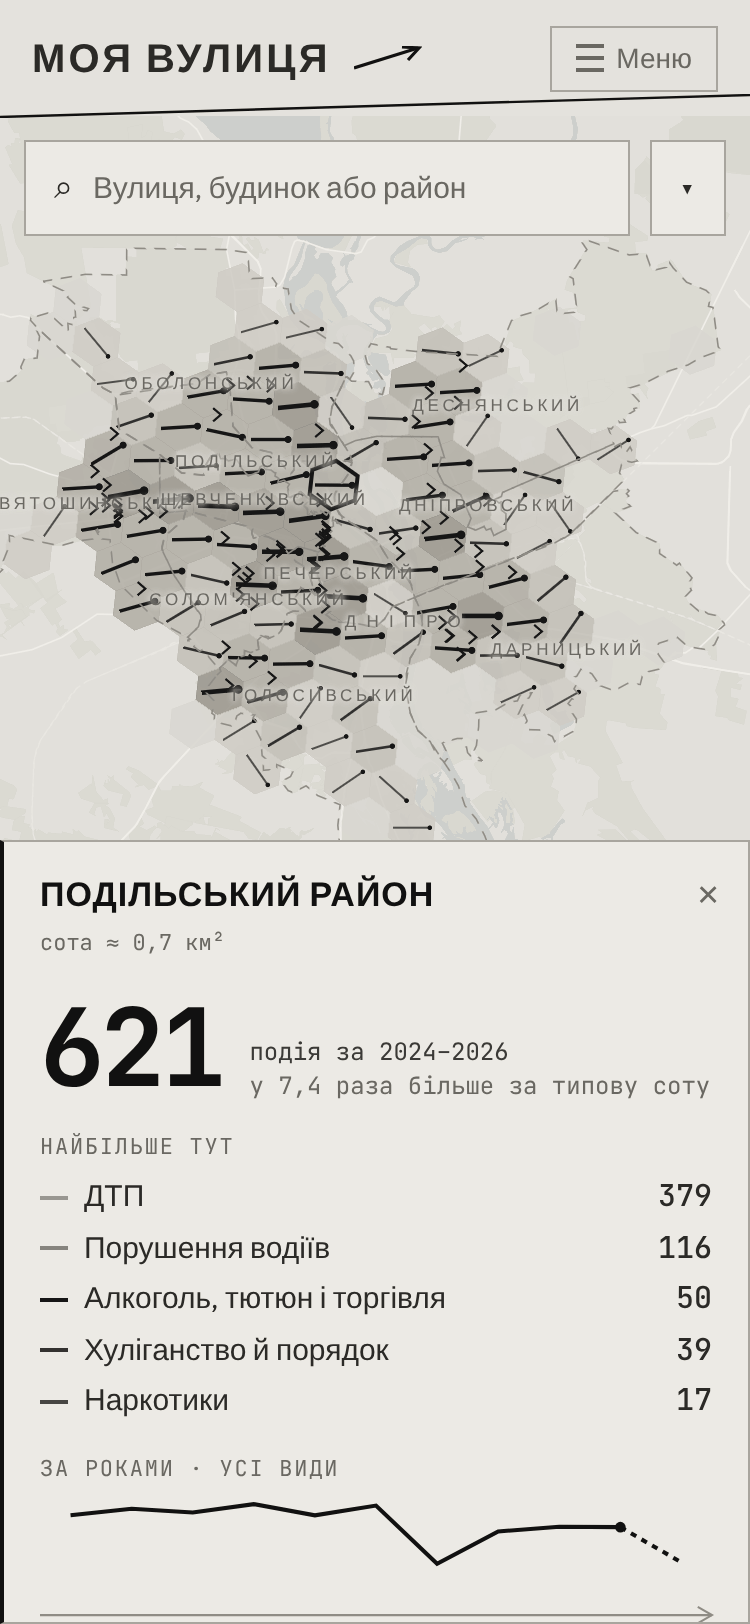 МОЯ ВУЛИЦЯ
Меню
Вулиця, будинок або район
ОБОЛОНСЬКИЙ
ДЕСНЯНСЬКИЙ
ПОДІЛЬСЬКИЙ
ВЯТОШИНСЬКИЙ
ШЕВЧЕНКІВСЬКИЙ
ДНІПРОВСЬКИЙ
ПЕЧЕРСЬКИЙ
СОЛОМ'ЯНСЬКИЙ
ДНІПРО
ДАРНИЦЬКИЙ
ГОЛОСІЇВСЬКИЙ
ПОДІЛЬСЬКИЙ РАЙОН
сота ≈ 0,7 км²
621
подія за 2024–2026
у 7,4 раза більше за типову соту
НАЙБІЛЬШЕ ТУТ
ДТП 379
Порушення водіїв 116
Алкоголь, тютюн і торгівля 50
Хуліганство й порядок 39
Наркотики 17
ЗА РОКАМИ · УСІ ВИДИ